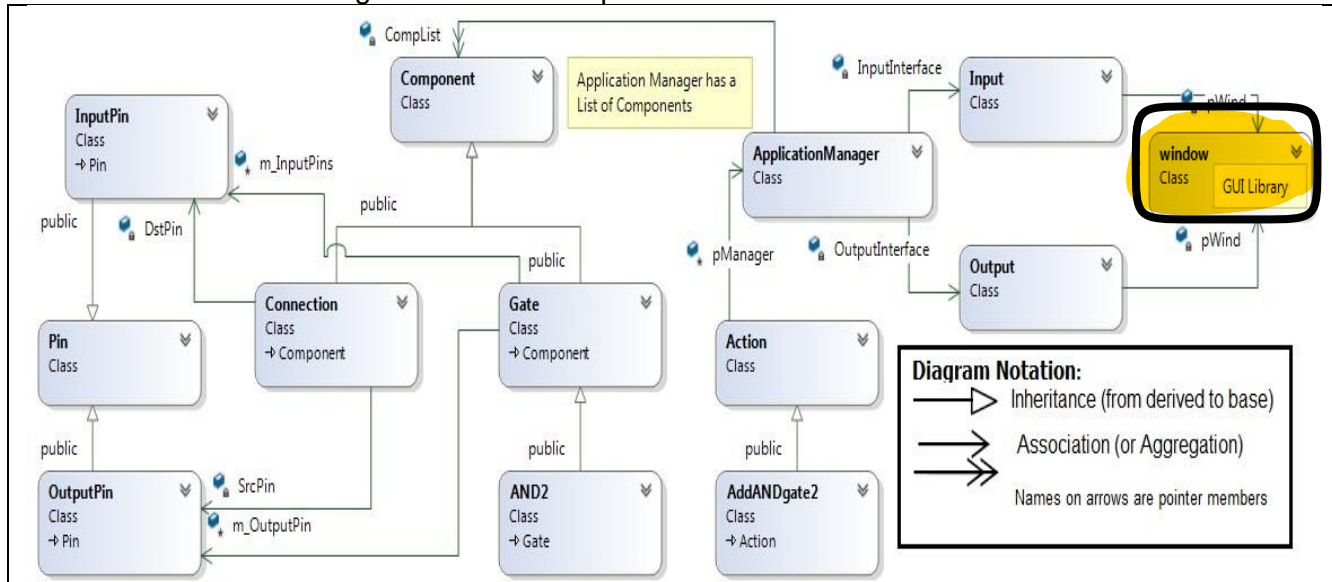 CompList
Component
Class
Application Manager has a
List of Components
InputInterface
Input
Class
pWind
InputPin
Class
Pin
m_InputPins
ApplicationManager
Class
window
Class
GUI Library
public
DstPin
public
public
pManager
OutputInterface
pWind
Output
Class
Connection
Class
Component
Gate
Class
Component
Pin
Class
Action
Class
Diagram Notation:
Inheritance (from derived to base)
Association (or Aggregation)
Names on arrows are pointer members
public
public
public
SrcPin
m_OutputPin
OutputPin
Class
Pin
AND2
Class
Gate
AddANDgate2
Class
Action